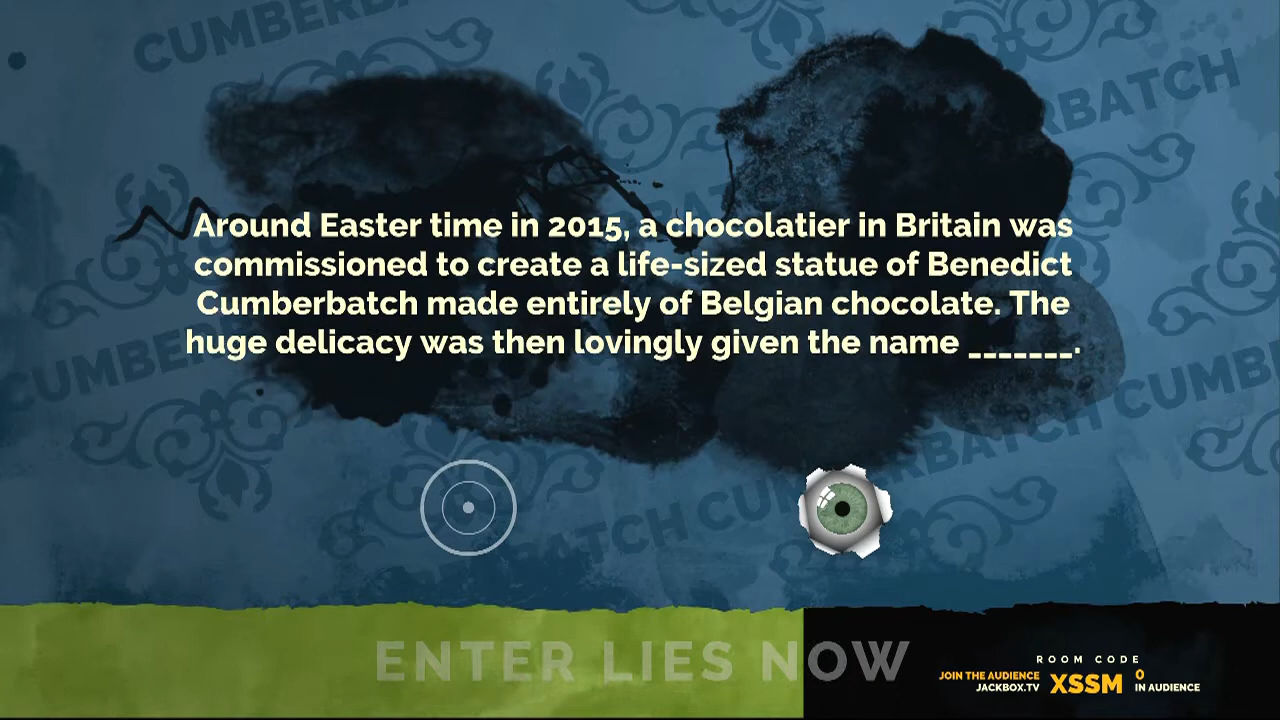 CUMBERBATCH
Around Easter time in 2015, a chocolatier in Britain was
commissioned to create a life-sized statue of Benedict
Cumberbatch made entirely of Belgian chocolate. The
huge delicacy was then lovingly given the name _______.
ENTER LIES NOW
ROOM CODE
JOIN THE AUDIENCE
JACKBOX.TV
XSSM
0
IN AUDIENCE